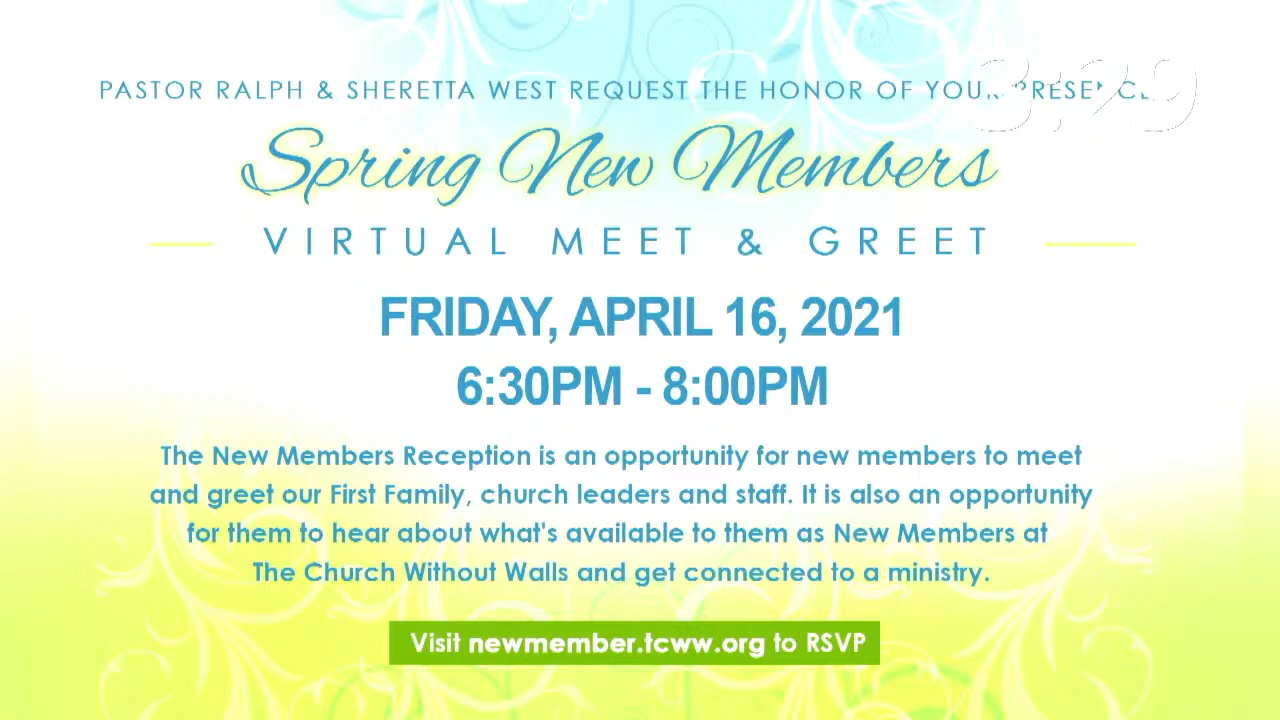 PASTOR RALPH & SHERETTA WEST REQUEST THE HONOR OF YOUR PRESENCE
3:29
Spring New Members
VIRTUAL MEET & GREET
FRIDAY, APRIL 16, 2021
6:30PM - 8:00PM
The New Members Reception is an opportunity for new members to meet
and greet our First Family, church leaders and staff. It is also an opportunity
for them to hear about what's available to them as New Members at
The Church Without Walls and get connected to a ministry.
Visit newmember.tcww.org to RSVP